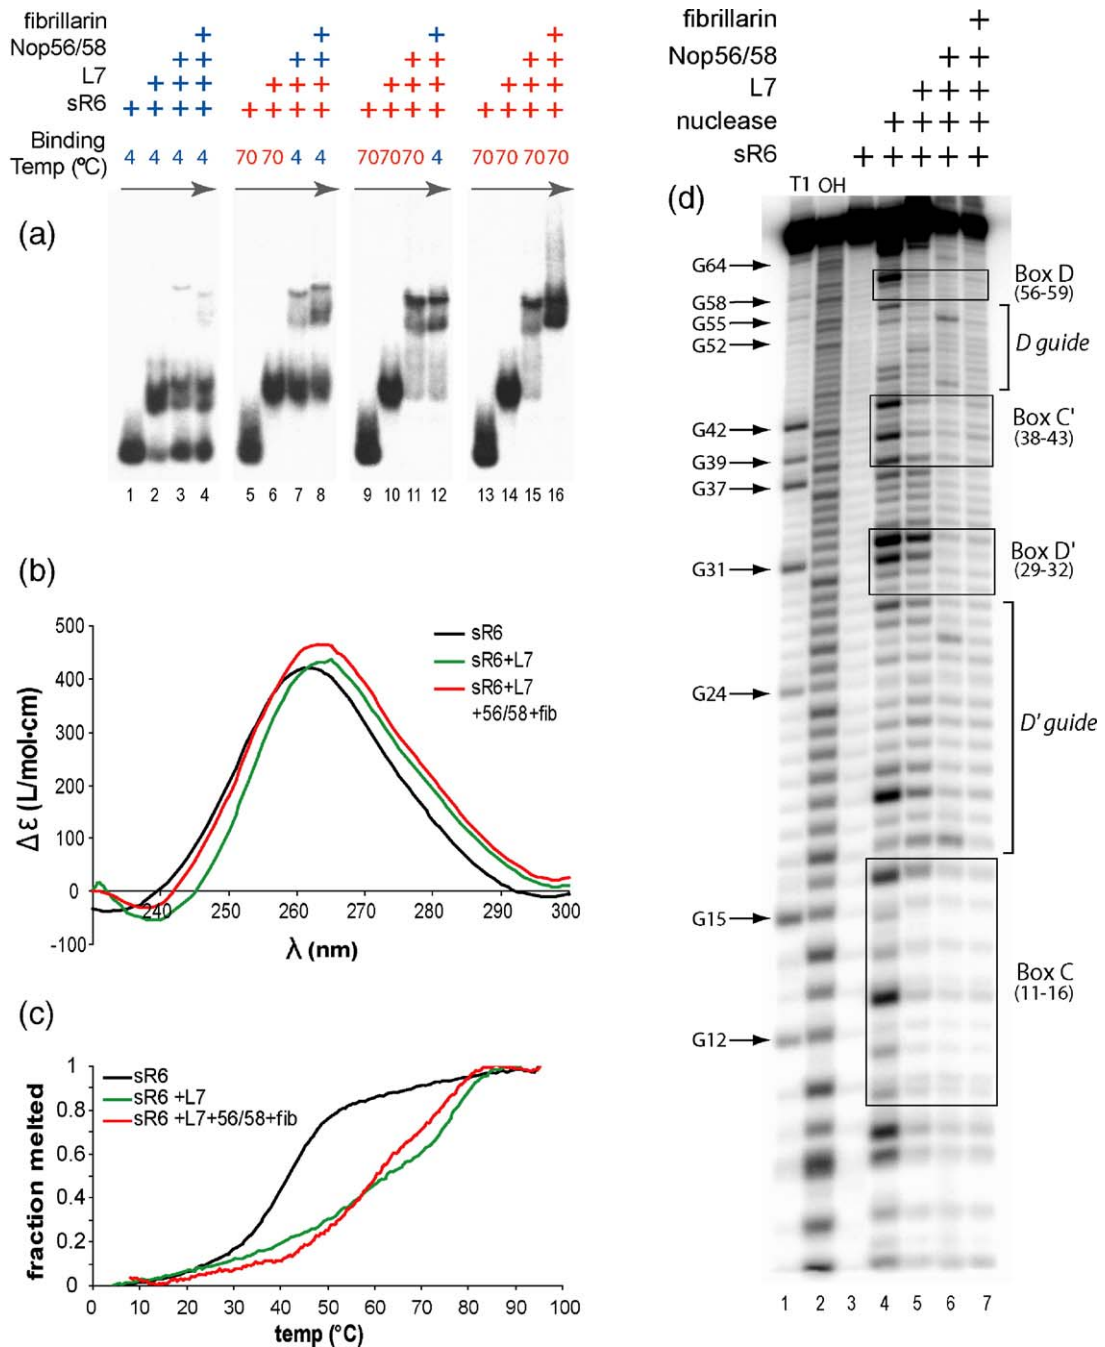 fibrillarin + + + +
Nop56/58 + + + + + + + +
L7 + + + + + + + + + + + +
sR6 + + + + + + + + + + + + + + + +
Binding
Temp (ºC) 4 4 4 4 70 70 4 4 70 70 70 4 70 70 70 70
(a)
1 2 3 4 5 6 7 8 9 10 11 12 13 14 15 16
(b)
500
400
300
200
100
0
-100
240 250 260 270 280 290 300
Δε (L/mol•cm)
λ (nm)
sR6
sR6+L7
sR6+L7
+56/58+fib
(c)
1
0.8
0.6
0.4
0.2
0
0 10 20 30 40 50 60 70 80 90 100
fraction melted
temp (°C)
sR6
sR6 +L7
sR6 +L7+56/58+fib
fibrillarin +
Nop56/58 + +
L7 + + +
nuclease + + + +
sR6 + + + + +
(d)
T1 OH
G64
G58
G55
G52
G42
G39
G37
G31
G24
G15
G12
Box D
(56-59)
D guide
Box C'
(38-43)
Box D'
(29-32)
D' guide
Box C
(11-16)
1 2 3 4 5 6 7